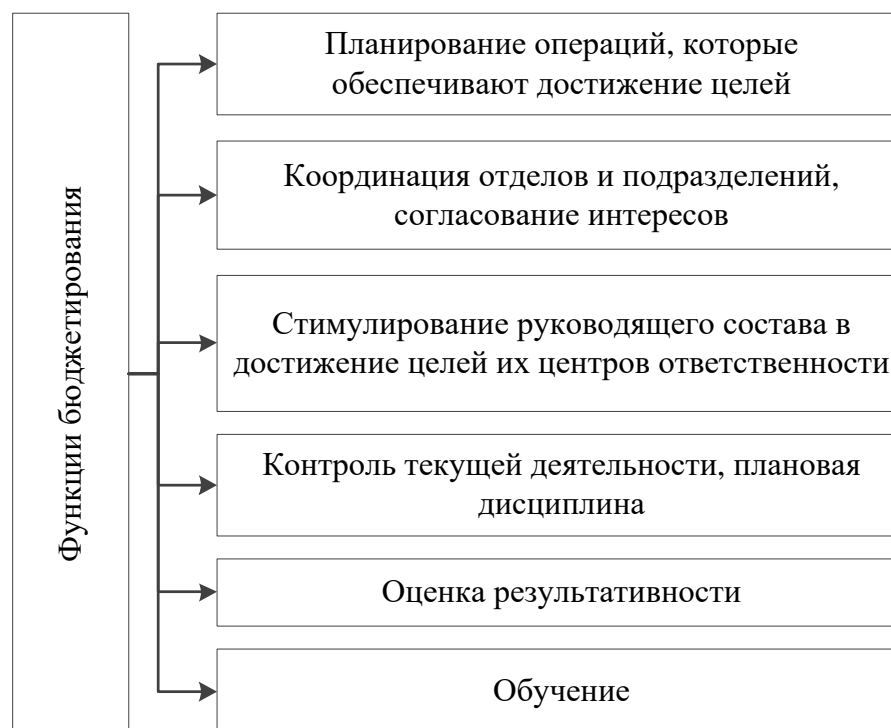 Функции бюджетирования
Планирование операций, которые
обеспечивают достижение целей
Координация отделов и подразделений,
согласование интересов
Стимулирование руководящего состава в
достижение целей их центров ответственности
Контроль текущей деятельности, плановая
дисциплина
Оценка результативности
Обучение